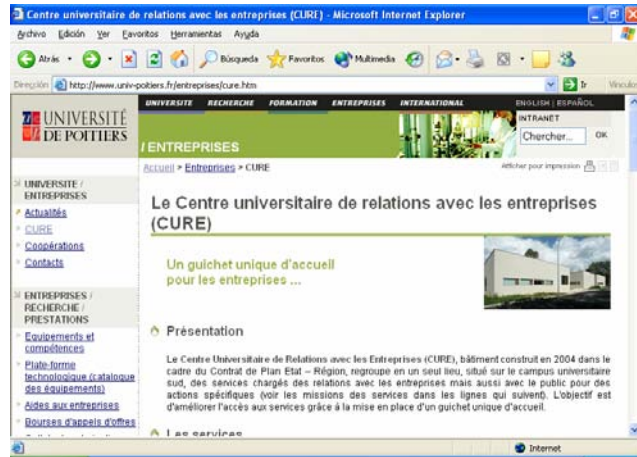 Centre universitaire de relations avec les entreprises (CURE) - Microsoft Internet Explorer
Archivo Edición Ver Favoritos Herramientas Ayuda
Atrás Búsqueda Favoritos Multimedia
Dirección http://www.univ-poitiers.fr/entreprises/cure.htm Ir Vínculos
UNIVERSITE RECHERCHE FORMATION ENTREPRISES INTERNATIONAL ENGLISH | ESPAÑOL
UNIVERSITÉ
DE POITIERS
INTRANET
Chercher... OK
/ ENTREPRISES
Accueil > Entreprises > CURE
Afficher pour impression
UNIVERSITE /
ENTREPRISES
Actualités
CURE
Coopérations
Contacts
ENTREPRISES /
RECHERCHE /
PRESTATIONS
Equipements et
compétences
Plate-forme
technologique (catalogue
des équipements)
Aides aux entreprises
Bourses d'appels d'offres
Le Centre universitaire de relations avec les entreprises
(CURE)
Un guichet unique d'accueil
pour les entreprises ...
Présentation
Le Centre Universitaire de Relations avec les Entreprises (CURE), bâtiment construit en 2004 dans le
cadre du Contrat de Plan Etat – Région, regroupe en un seul lieu, situé sur le campus universitaire
sud, des services chargés des relations avec les entreprises mais aussi avec le public pour des
actions spécifiques (voir les missions des services dans les lignes qui suivent). L'objectif est
d'améliorer l'accès aux services grâce à la mise en place d'un guichet unique d'accueil.
Les services
Internet